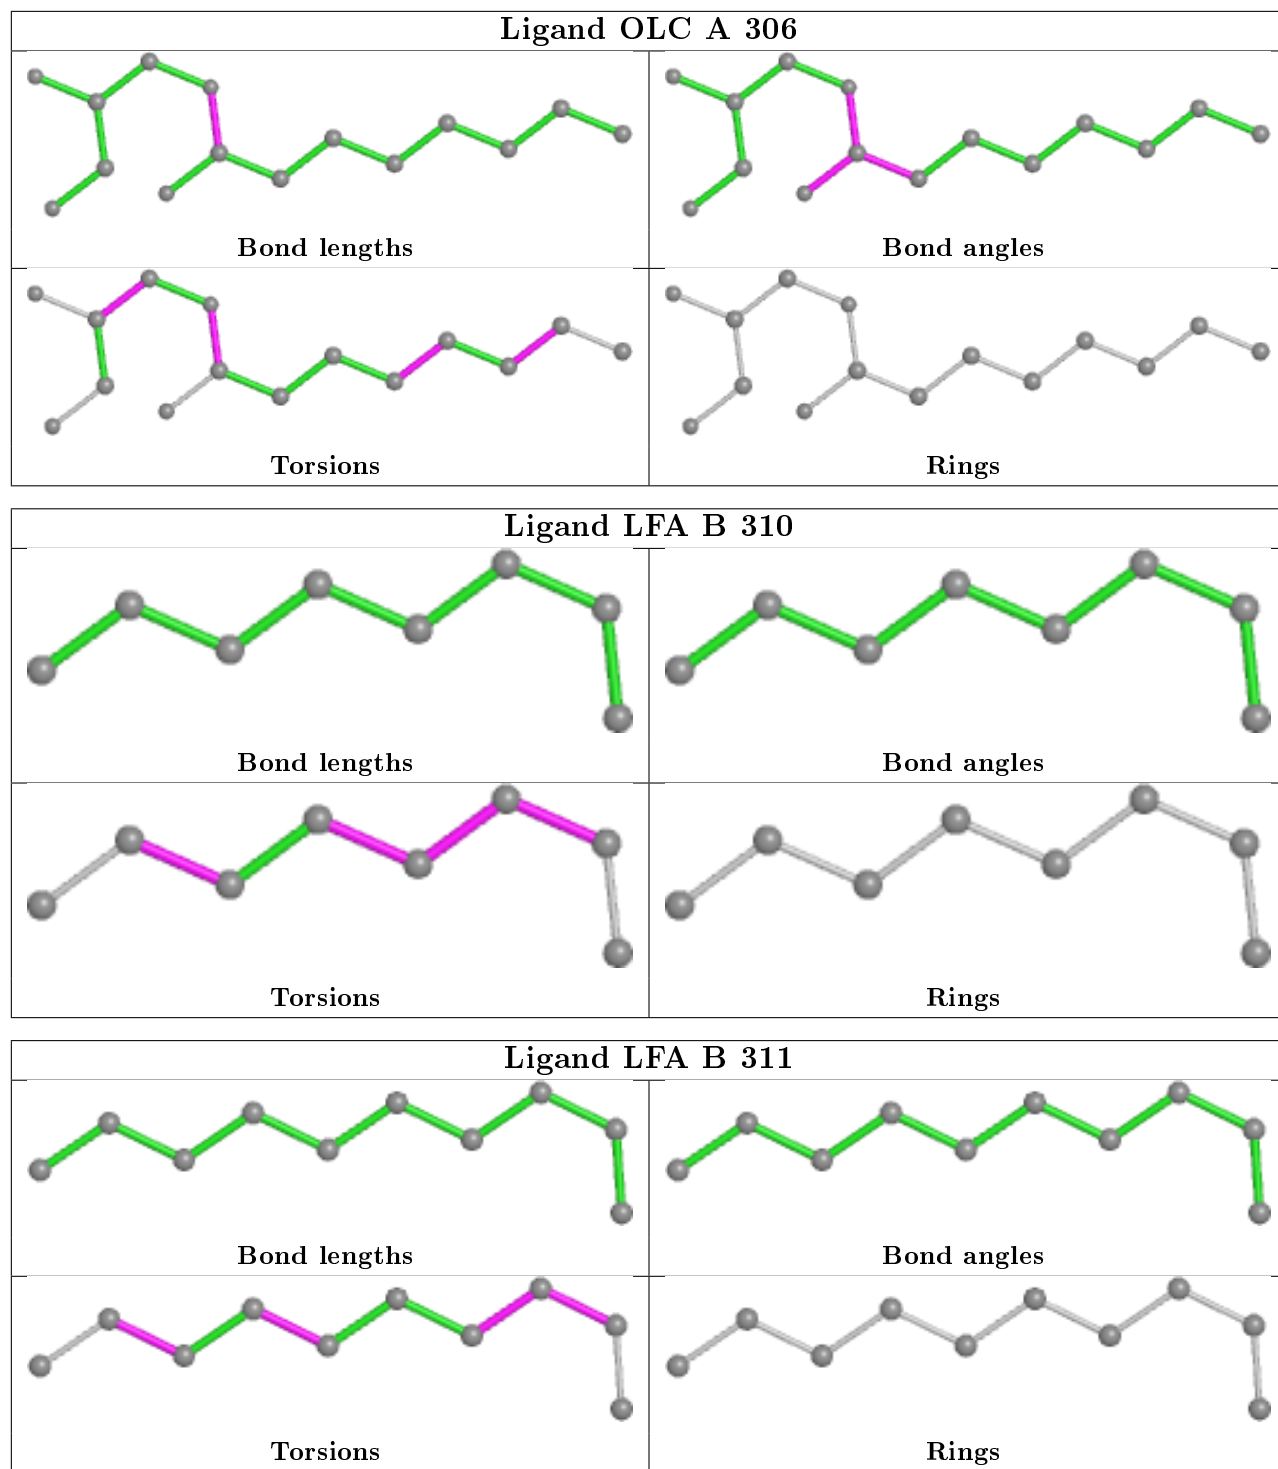 Ligand OLC A 306
Bond lengths
Bond angles
Torsions
Rings
Ligand LFA B 310
Bond lengths
Bond angles
Torsions
Rings
Ligand LFA B 311
Bond lengths
Bond angles
Torsions
Rings